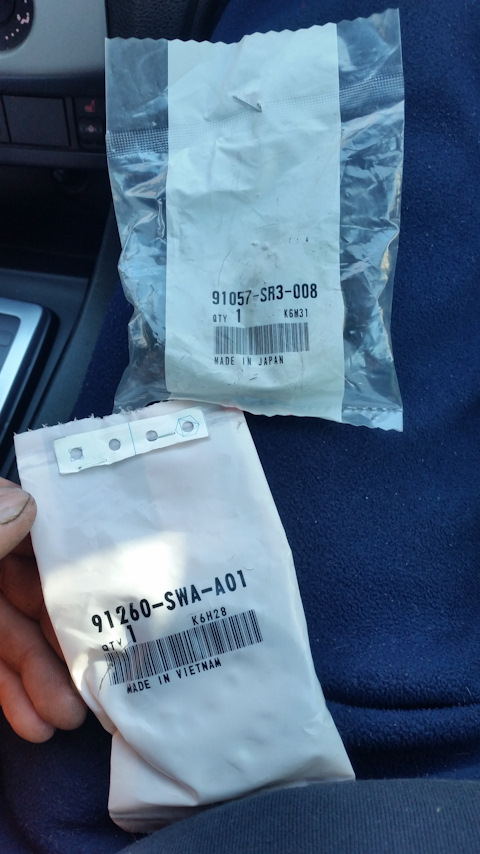 91057-SR3-008
QTY 1 K6M31
MADE IN JAPAN
91260-SWA-A01
QTY 1 K6H28
MADE IN VIETNAM